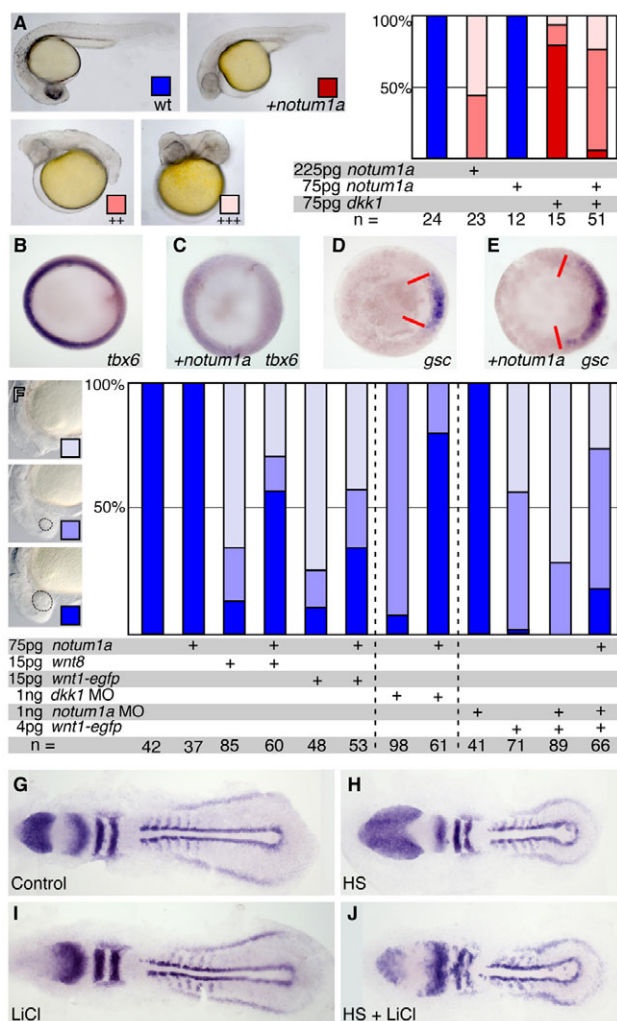 A
wt
+notum1a
++
+++
100%
50%
225pg notum1a +
75pg notum1a + +
75pg dkk1 + +
n = 24 23 12 15 51
B
tbx6
C
+notum1a tbx6
D
gsc
E
+notum1a gsc
F
100%
50%
75pg notum1a + + + + +
15pg wnt8 + +
15pg wnt1-egfp + +
1ng dkk1 MO + +
1ng notum1a MO + + +
4pg wnt1-egfp + + +
n = 42 37 85 60 48 53 98 61 41 71 89 66
G
Control
H
HS
I
LiCl
J
HS + LiCl